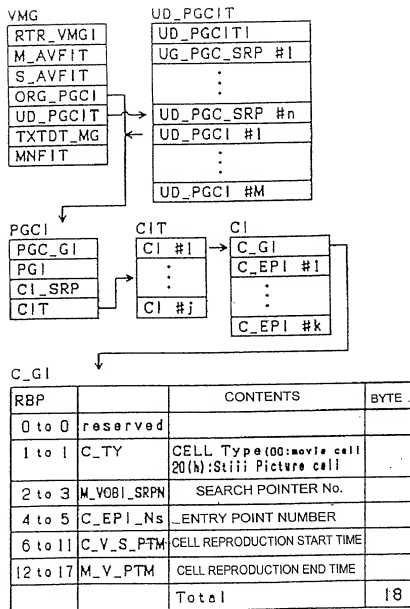 VMG
RTR_VMGI
M_AVFIT
S_AVFIT
ORG_PGCI
UD_PGCIT
TXTDT_MG
MNFIT
UD_PGCIT
UD_PGCITI
UG_PGC_SRP #1
UD_PGC_SRP #n
UD_PGCI #1
UD_PGCI #M
PGCI
PGC_GI
PGI
CI_SRP
CIT
CIT
CI #1
CI #j
CI
C_GI
C_EPI #1
C_EPI #k
C_GI
RBP CONTENTS BYTE
0 to 0 reserved
1 to 1 C_TY CELL Type(00:movie cell
20(h):Stiii Picture cell
2 to 3 M_VOBI_SRPN SEARCH POINTER No.
4 to 5 C_EPI_Ns ENTRY POINT NUMBER
6 to 11 C_V_S_PTM CELL REPRODUCTION START TIME
12 to 17 M_V_PTM CELL REPRODUCTION END TIME
Total 18